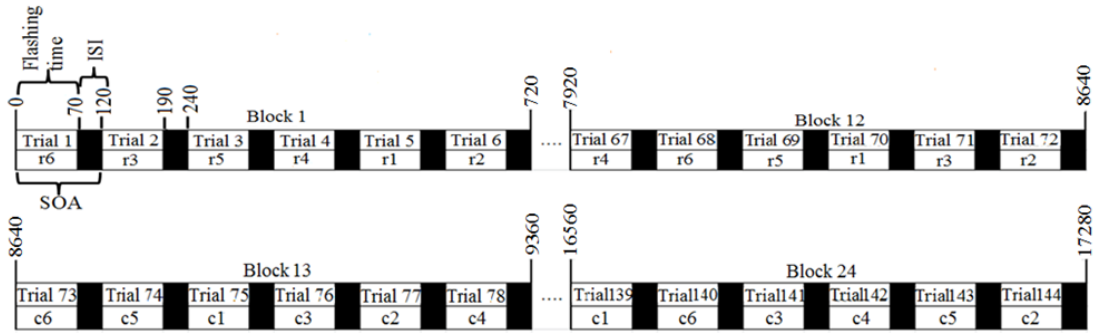 Flashing time
ISI
0 70 120 190 240 720 7920 8640
Block 1 Block 12
Trial 1 Trial 2 Trial 3 Trial 4 Trial 5 Trial 6 .... Trial 67 Trial 68 Trial 69 Trial 70 Trial 71 Trial 72
r6 r3 r5 r4 r1 r2 r4 r6 r5 r1 r3 r2
SOA
8640 9360 16560 17280
Block 13 Block 24
Trial 73 Trial 74 Trial 75 Trial 76 Trial 77 Trial 78 .... Trial139 Trial140 Trial141 Trial142 Trial143 Trial144
c6 c5 c1 c3 c2 c4 c1 c6 c3 c4 c5 c2